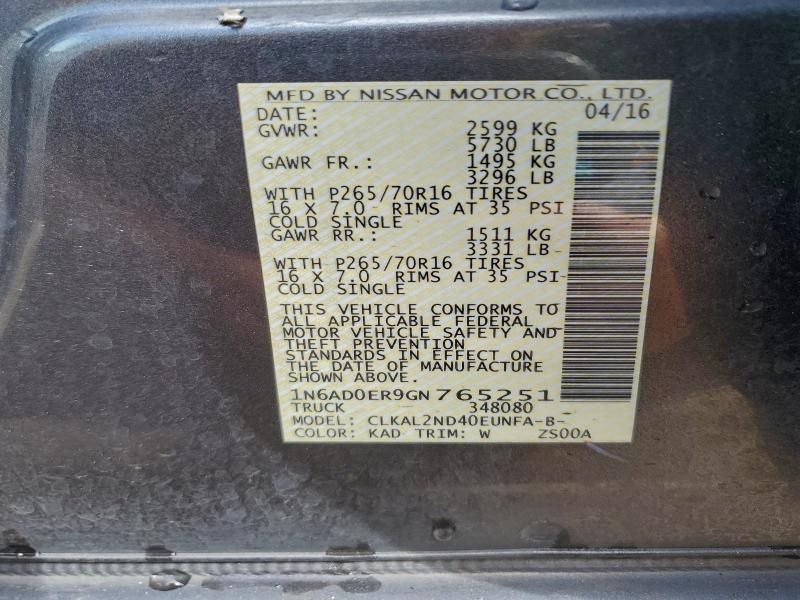 MFD BY NISSAN MOTOR CO., LTD.
DATE: 04/16
GVWR: 2599 KG
5730 LB
GAWR FR.: 1495 KG
3296 LB
WITH P265/70R16 TIRES
16 X 7.0 RIMS AT 35 PSI
COLD SINGLE
GAWR RR.: 1511 KG
3331 LB
WITH P265/70R16 TIRES
16 X 7.0 RIMS AT 35 PSI
COLD SINGLE
THIS VEHICLE CONFORMS TO
ALL APPLICABLE FEDERAL
MOTOR VEHICLE SAFETY AND
THEFT PREVENTION
STANDARDS IN EFFECT ON
THE DATE OF MANUFACTURE
SHOWN ABOVE.
1N6AD0ER9GN765251
TRUCK 348080
MODEL: CLKAL2ND40EUNFA-B-
COLOR: KAD TRIM: W ZS00A